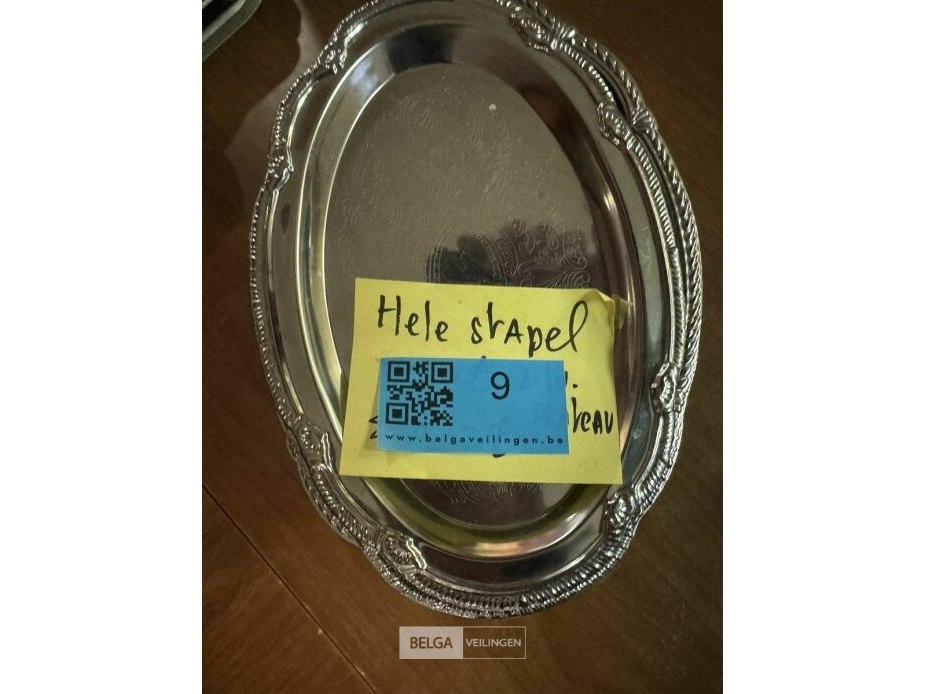 Hele stapel
9
www.belgaveilingen.be
BELGA VEILINGEN